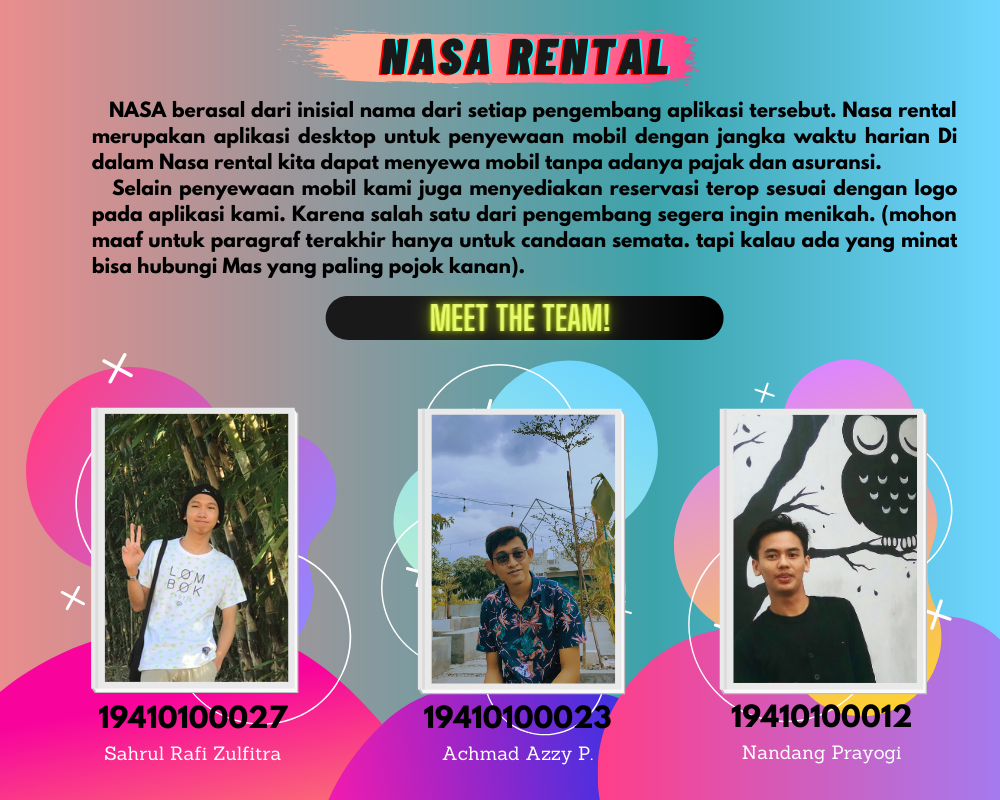 NASA RENTAL
NASA berasal dari inisial nama dari setiap pengembang aplikasi tersebut. Nasa rental
merupakan aplikasi desktop untuk penyewaan mobil dengan jangka waktu harian Di
dalam Nasa rental kita dapat menyewa mobil tanpa adanya pajak dan asuransi.
Selain penyewaan mobil kami juga menyediakan reservasi terop sesuai dengan logo
pada aplikasi kami. Karena salah satu dari pengembang segera ingin menikah. (mohon
maaf untuk paragraf terakhir hanya untuk candaan semata. tapi kalau ada yang minat
bisa hubungi Mas yang paling pojok kanan).
MEET THE TEAM!
LØM
BØK
19410100027
Sahrul Rafi Zulfitra
19410100023
Achmad Azzy P.
19410100012
Nandang Prayogi